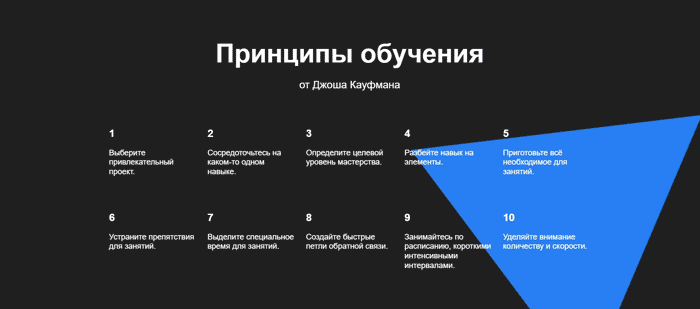 Принципы обучения
от Джоша Кауфмана
1
Выберите
привлекательный
проект.
2
Сосредоточьтесь на
каком-то одном
навыке.
3
Определите целевой
уровень мастерства.
4
Разбейте навык на
элементы.
5
Приготовьте всё
необходимое для
занятий.
6
Устраните препятствия
для занятий.
7
Выделите специальное
время для занятий.
8
Создайте быстрые
петли обратной связи.
9
Занимайтесь по
расписанию, короткими
интенсивными
интервалами.
10
Уделяйте внимание
количеству и скорости.